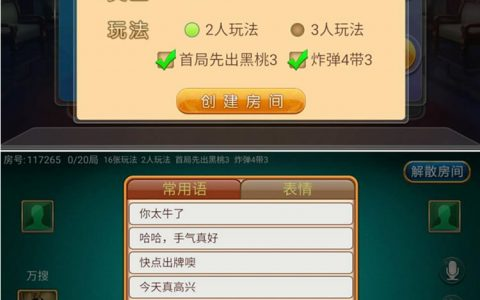 玩法 2人玩法 3人玩法
首局先出黑桃3 炸弹4带3
创建房间
房号:117265 0/20局 16张玩法 2人玩法 首局先出黑桃3 炸弹4带3
解散房间
常用语 表情
你太牛了
哈哈，手气真好
快点出牌噢
万搜
今天真高兴